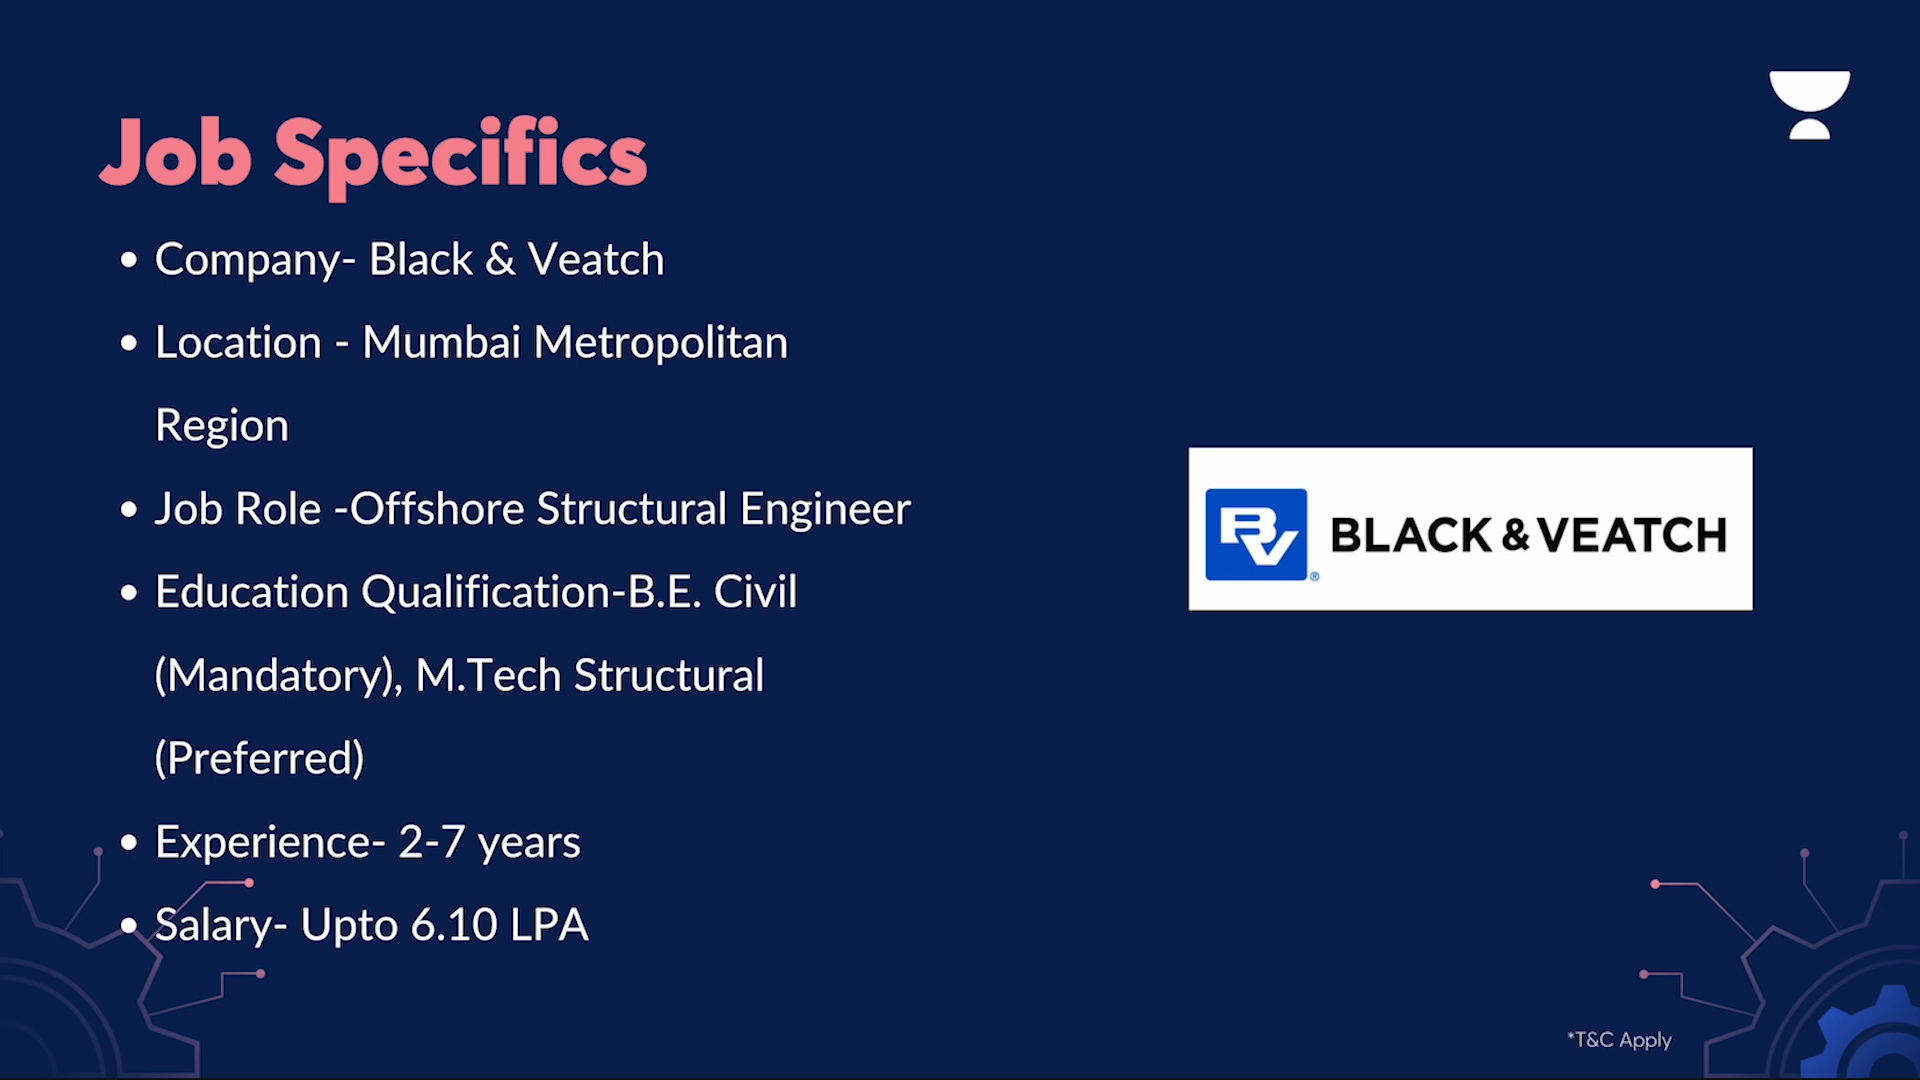 Job Specifics
• Company- Black & Veatch
• Location - Mumbai Metropolitan
Region
• Job Role -Offshore Structural Engineer
• Education Qualification-B.E. Civil
(Mandatory), M.Tech Structural
(Preferred)
• Experience- 2-7 years
• Salary- Upto 6.10 LPA
BV® BLACK & VEATCH
*T&C Apply